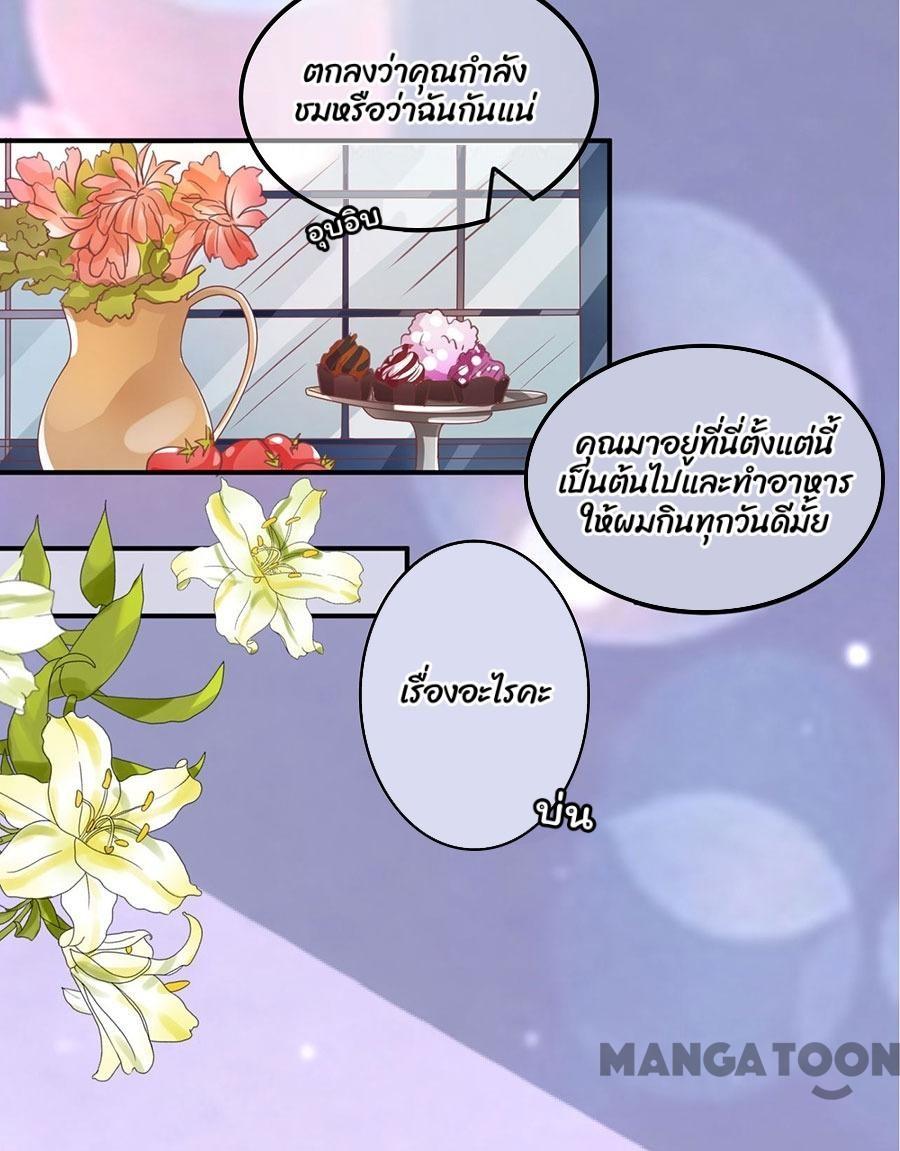 ตกลงว่าคุณกำลัง
ชมหรือว่าฉันกันแน่
อุบอิบ
คุณมาอยู่ที่นี่ตั้งแต่นี้
เป็นต้นไปและทำอาหาร
ให้ผมกินทุกวันดีมั้ย
เรื่องอะไรคะ
บ่น
MANGATOON